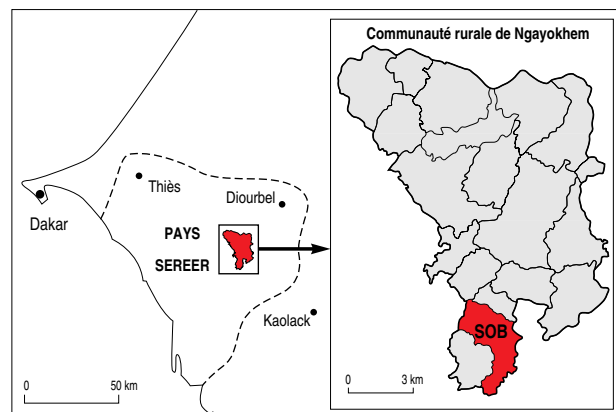 Communauté rurale de Ngayokhem
Thiès
Diourbel
Dakar
PAYS
SEREER
Kaolack
SOB
0 50 km
0 3 km